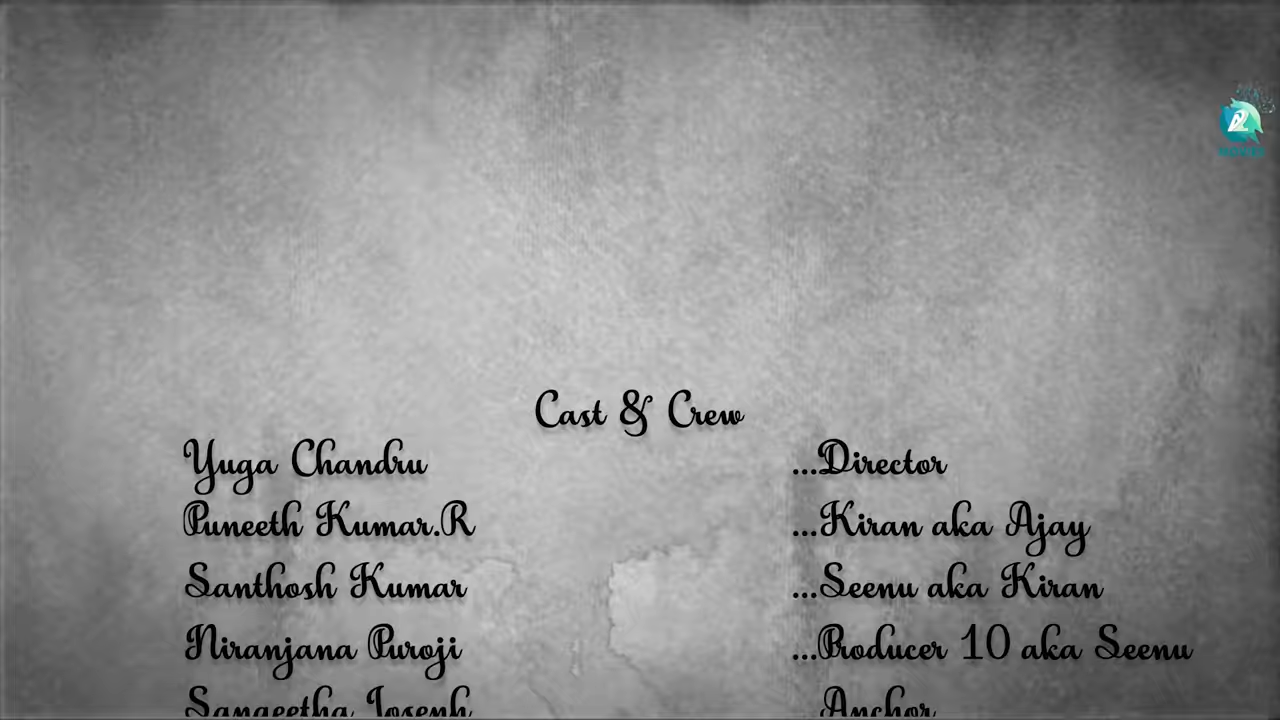 Cast & Crew
Yuga Chandru ...Director
Puneeth Kumar.R ...Kiran aka Ajay
Santhosh Kumar ...Seenu aka Kiran
Niranjana Puroji ...Producer 10 aka Seenu
Sangeetha Joseph Anchor